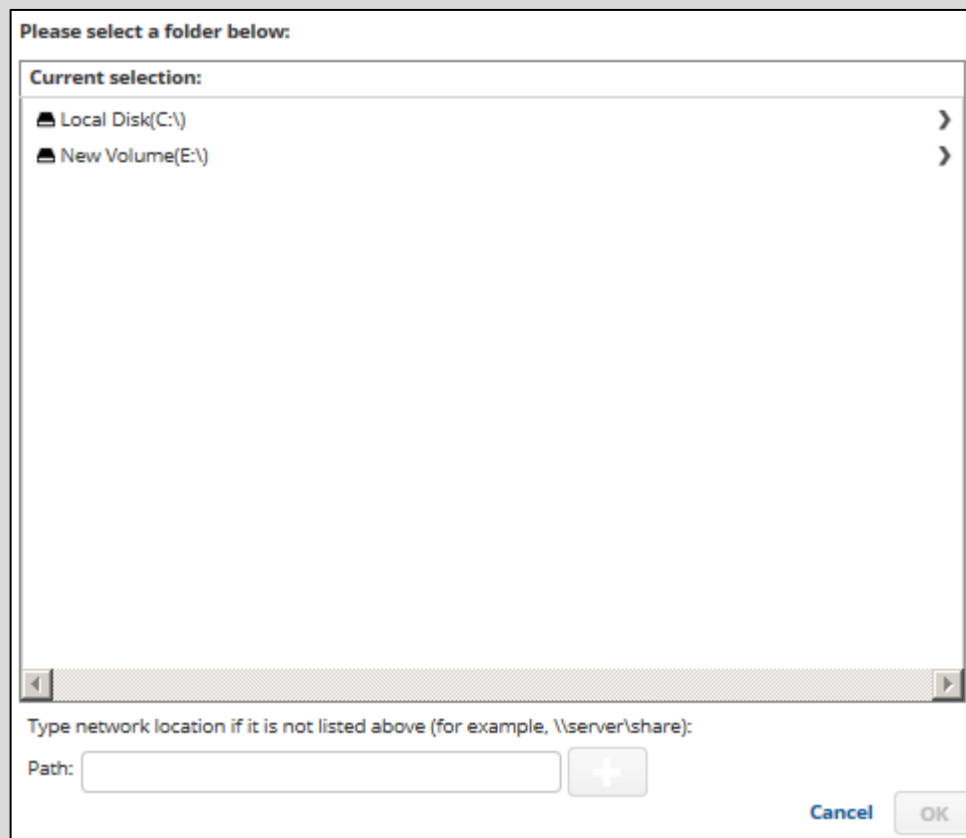 Please select a folder below:
Current selection:
Local Disk(C:\)
New Volume(E:\)
Type network location if it is not listed above (for example, \\server\share):
Path:
Cancel
OK